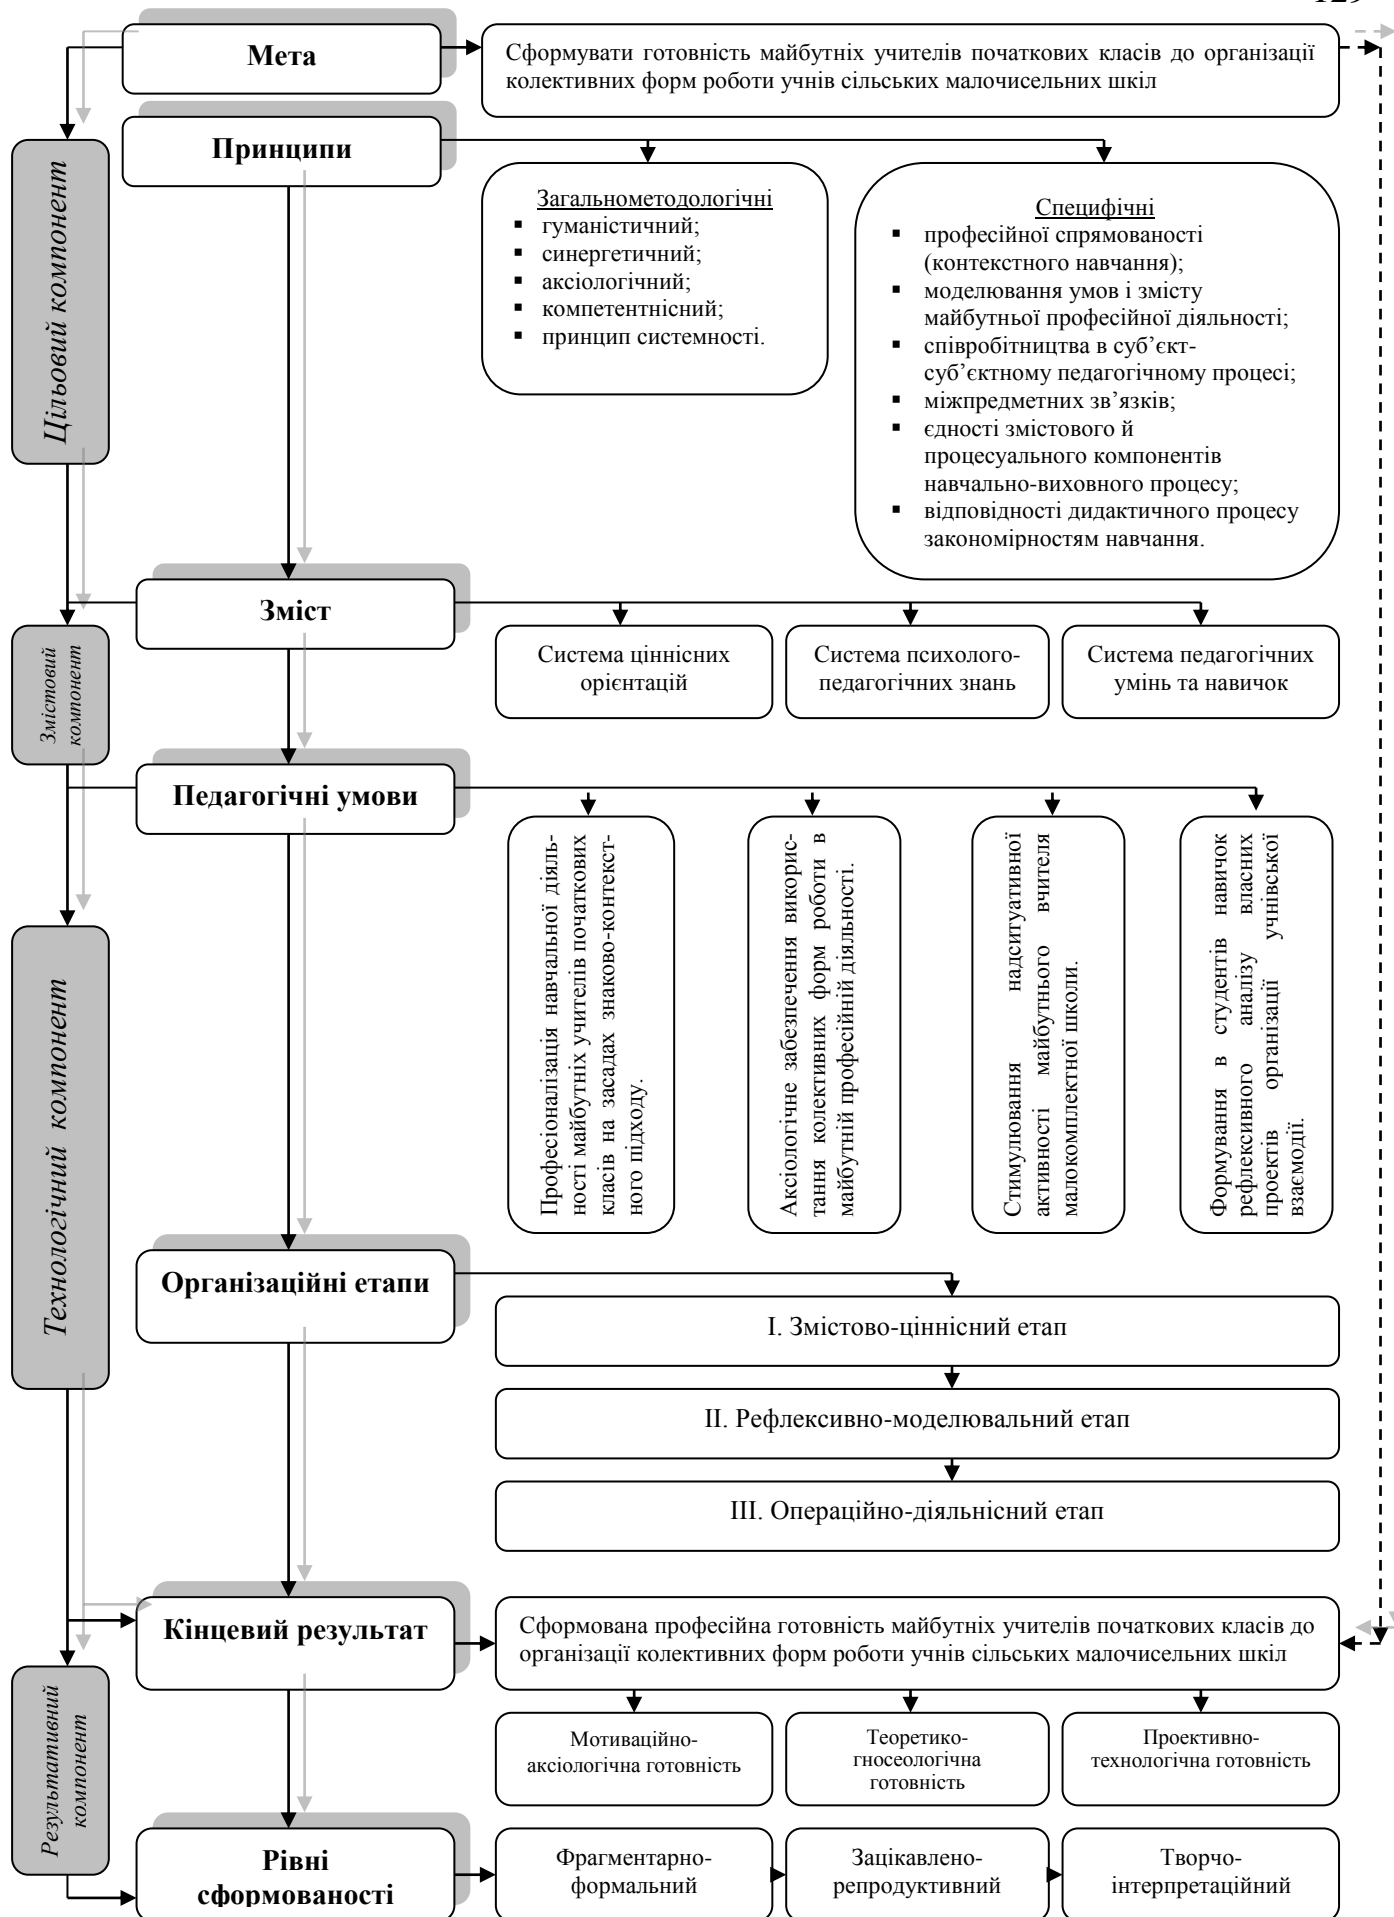 Мета
Сформувати готовність майбутніх учителів початкових класів до організації
колективних форм роботи учнів сільських малочисельних шкіл
Цільовий компонент
Принципи
Загальнометодологічні
▪ гуманістичний;
▪ синергетичний;
▪ аксіологічний;
▪ компетентнісний;
▪ принцип системності.
Специфічні
▪ професійної спрямованості
(контекстного навчання);
▪ моделювання умов і змісту
майбутньої професійної діяльності;
▪ співробітництва в суб’єкт-
суб’єктному педагогічному процесі;
▪ міжпредметних зв’язків;
▪ єдності змістового й
процесуального компонентів
навчально-виховного процесу;
▪ відповідності дидактичного процесу
закономірностям навчання.
Змістовий
компонент
Зміст
Система ціннісних
орієнтацій
Система психолого-
педагогічних знань
Система педагогічних
умінь та навичок
Технологічний компонент
Педагогічні умови
Професіоналізація навчальної діяль-
ності майбутніх учителів початкових
класів на засадах знаково-контекст-
ного підходу.
Аксіологічне забезпечення викорис-
тання колективних форм роботи в
майбутній професійній діяльності.
Стимулювання надситуативної
активності майбутнього вчителя
малокомплектної школи.
Формування в студентів навичок
рефлексивного аналізу власних
проектів організації учнівської
взаємодії.
Організаційні етапи
І. Змістово-ціннісний етап
ІІ. Рефлексивно-моделювальний етап
ІІІ. Операційно-діяльнісний етап
Результативний
компонент
Кінцевий результат
Сформована професійна готовність майбутніх учителів початкових класів до
організації колективних форм роботи учнів сільських малочисельних шкіл
Мотиваційно-
аксіологічна готовність
Теоретико-
гносеологічна
готовність
Проективно-
технологічна готовність
Рівні
сформованості
Фрагментарно-
формальний
Зацікавлено-
репродуктивний
Творчо-
інтерпретаційний